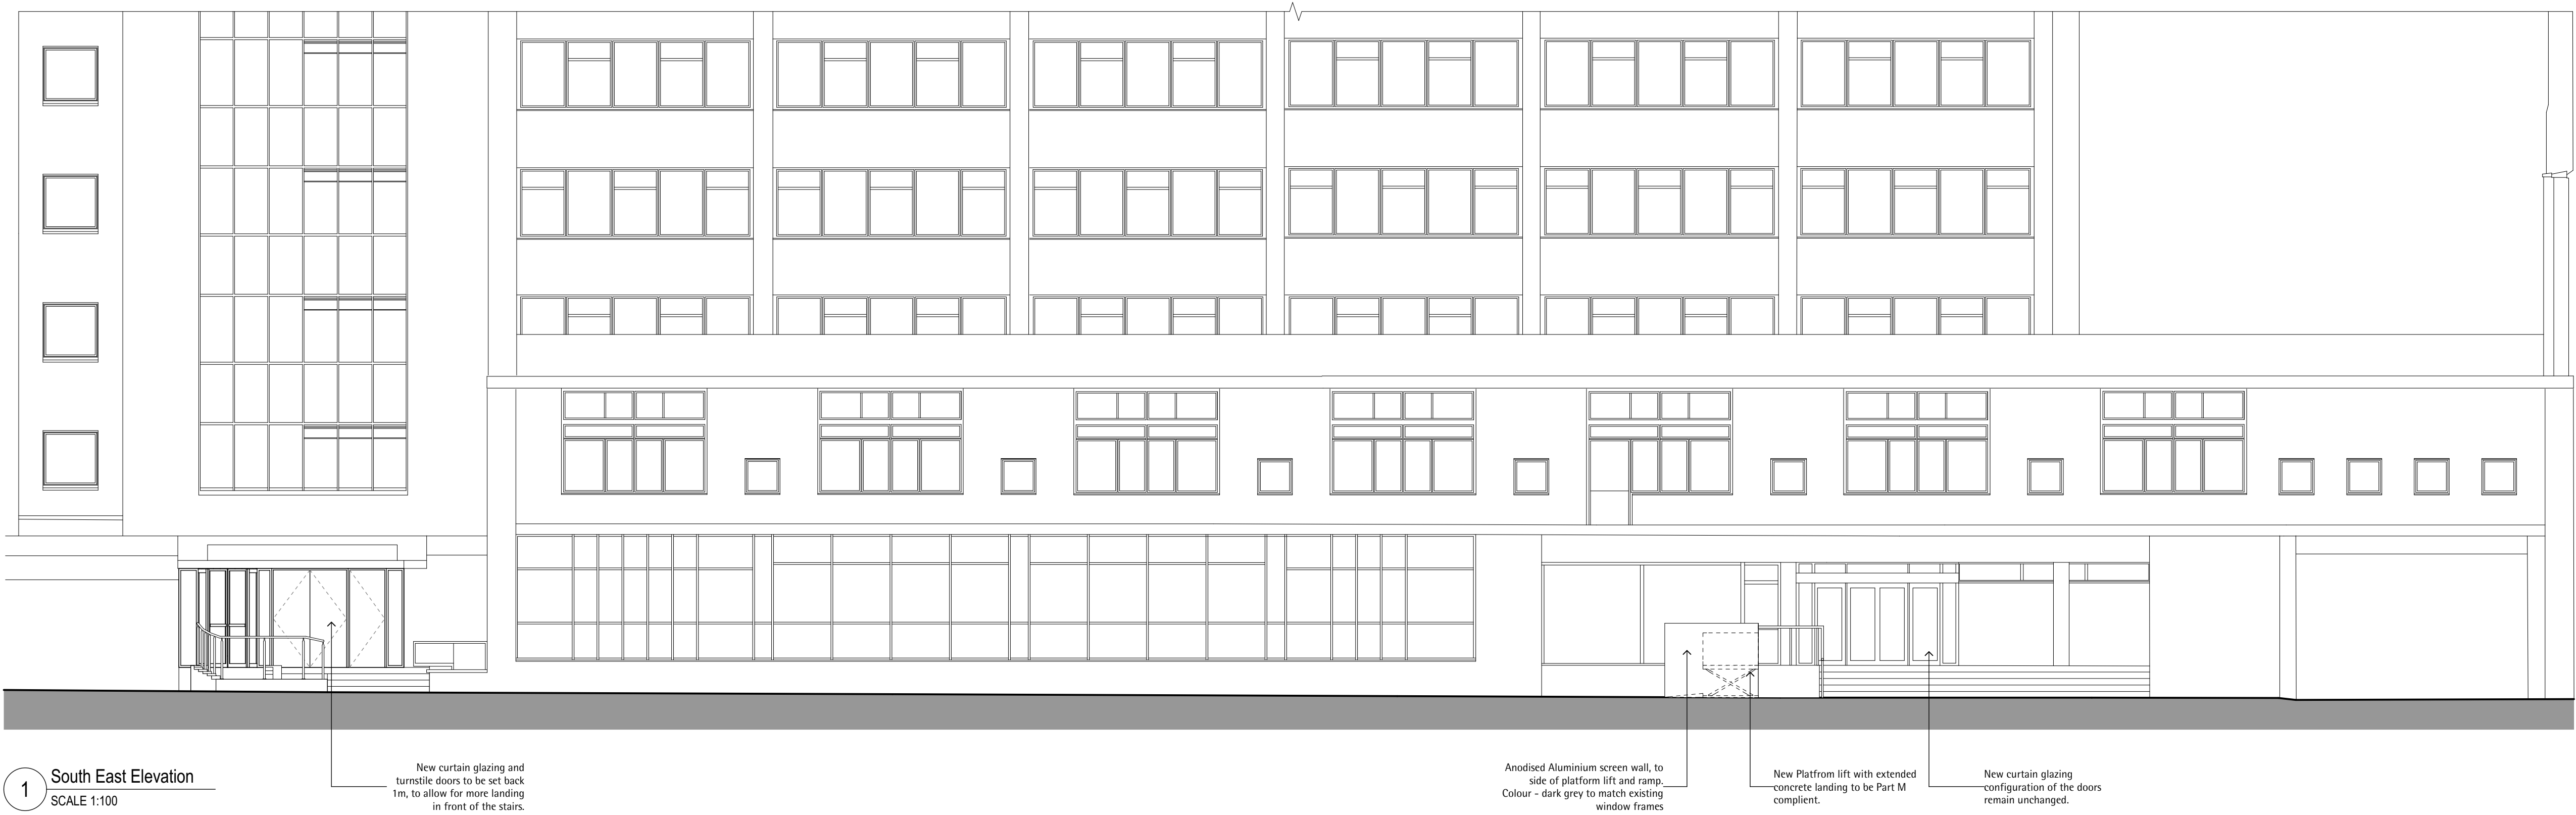 1
South East Elevation
SCALE 1:100
New curtain glazing and
turnstile doors to be set back
1m, to allow for more landing
in front of the stairs.
Anodised Aluminium screen wall, to
side of platform lift and ramp.
Colour - dark grey to match existing
window frames
New Platfrom lift with extended
concrete landing to be Part M
complient.
New curtain glazing
configuration of the doors
remain unchanged.